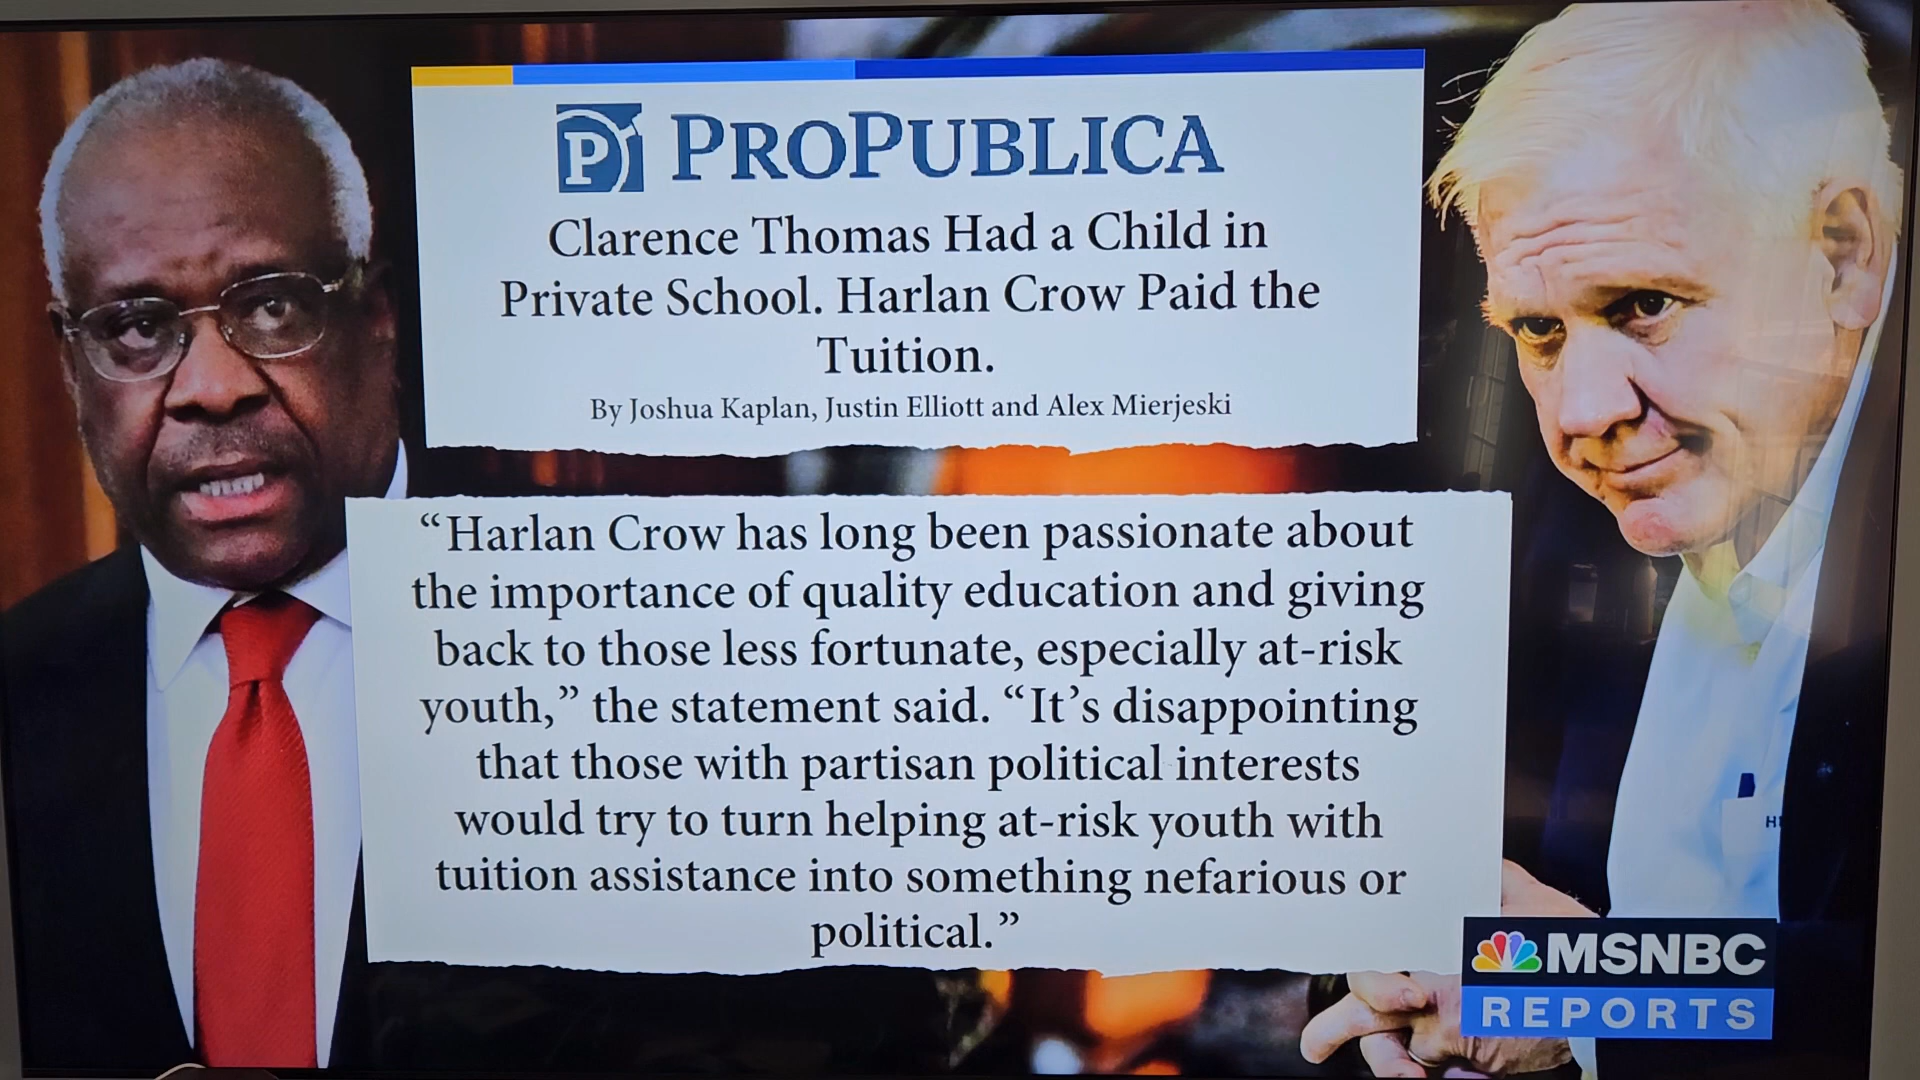 P PROPUBLICA
Clarence Thomas Had a Child in
Private School. Harlan Crow Paid the
Tuition.
By Joshua Kaplan, Justin Elliott and Alex Mierjeski
“Harlan Crow has long been passionate about
the importance of quality education and giving
back to those less fortunate, especially at-risk
youth,” the statement said. “It’s disappointing
that those with partisan political interests
would try to turn helping at-risk youth with
tuition assistance into something nefarious or
political.”
MSNBC
REPORTS